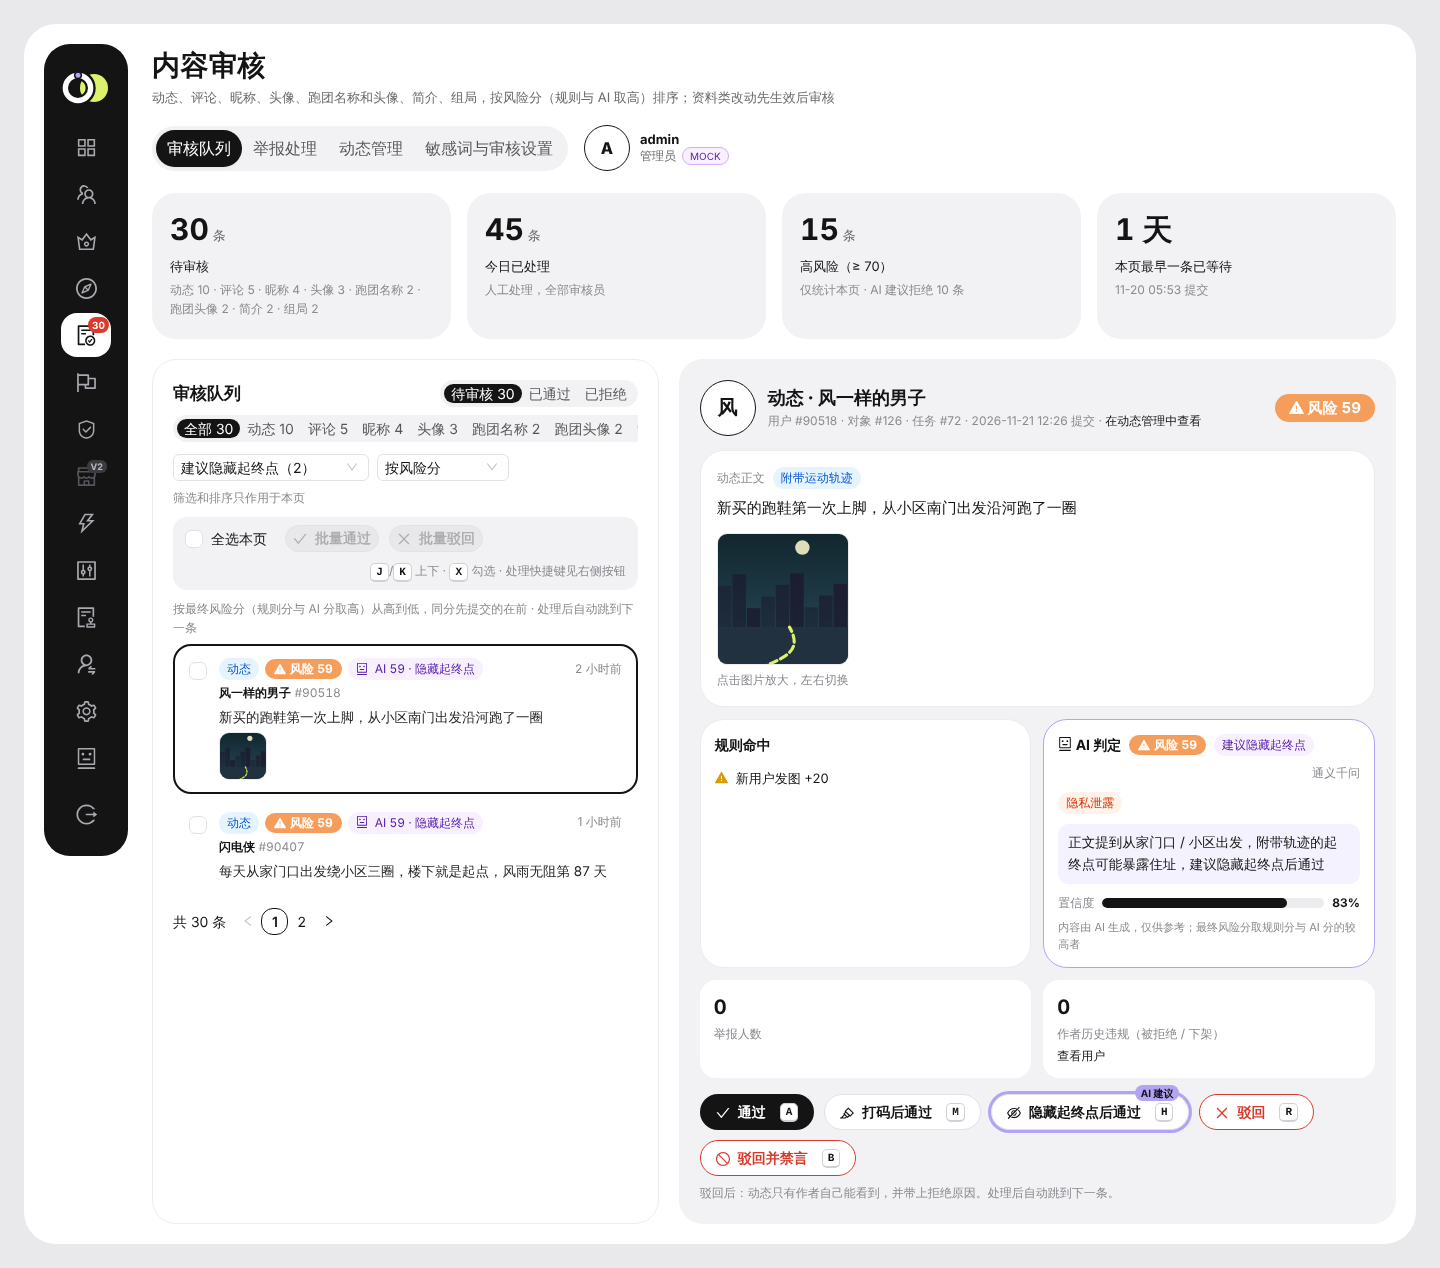 内容审核
动态、评论、昵称、头像、跑团名称和头像、简介、组局，按风险分（规则与 AI 取高）排序；资料类改动先生效后审核
审核队列 举报处理 动态管理 敏感词与审核设置
A
admin
管理员 MOCK
30
V2
30 条
待审核
动态 10 · 评论 5 · 昵称 4 · 头像 3 · 跑团名称 2 ·
跑团头像 2 · 简介 2 · 组局 2
45 条
今日已处理
人工处理，全部审核员
15 条
高风险（≥ 70）
仅统计本页 · AI 建议拒绝 10 条
1 天
本页最早一条已等待
11-20 05:53 提交
审核队列
待审核 30 已通过 已拒绝
全部 30 动态 10 评论 5 昵称 4 头像 3 跑团名称 2 跑团头像 2
建议隐藏起终点（2） 按风险分
筛选和排序只作用于本页
全选本页 批量通过 批量驳回
J / K 上下 · X 勾选 · 处理快捷键见右侧按钮
按最终风险分（规则分与 AI 分取高）从高到低，同分先提交的在前 · 处理后自动跳到下
一条
动态 风险 59 AI 59 · 隐藏起终点 2 小时前
风一样的男子 #90518
新买的跑鞋第一次上脚，从小区南门出发沿河跑了一圈
动态 风险 59 AI 59 · 隐藏起终点 1 小时前
闪电侠 #90407
每天从家门口出发绕小区三圈，楼下就是起点，风雨无阻第 87 天
共 30 条 1 2
风
动态 · 风一样的男子
用户 #90518 · 对象 #126 · 任务 #72 · 2026-11-21 12:26 提交 · 在动态管理中查看
风险 59
动态正文 附带运动轨迹
新买的跑鞋第一次上脚，从小区南门出发沿河跑了一圈
点击图片放大，左右切换
规则命中
新用户发图 +20
AI 判定 风险 59 建议隐藏起终点
通义千问
隐私泄露
正文提到从家门口 / 小区出发，附带轨迹的起
终点可能暴露住址，建议隐藏起终点后通过
置信度 83%
内容由 AI 生成，仅供参考；最终风险分取规则分与 AI 分的较
高者
0
举报人数
0
作者历史违规（被拒绝 / 下架）
查看用户
AI 建议
通过 A 打码后通过 M 隐藏起终点后通过 H 驳回 R
驳回并禁言 B
驳回后：动态只有作者自己能看到，并带上拒绝原因。处理后自动跳到下一条。